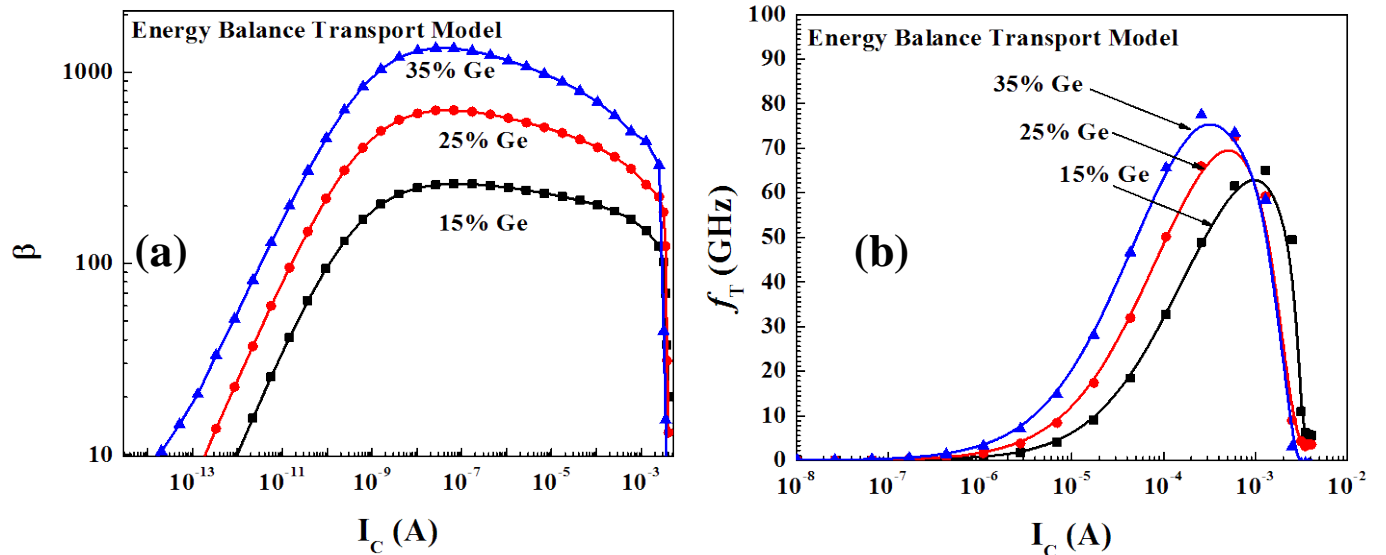 Energy Balance Transport Model
1000
100
10
β
35% Ge
25% Ge
15% Ge
(a)
10⁻¹³ 10⁻¹¹ 10⁻⁹ 10⁻⁷ 10⁻⁵ 10⁻³
I_C (A)
100
90
80
70
60
50
40
30
20
10
0
f_T (GHz)
Energy Balance Transport Model
35% Ge
25% Ge
15% Ge
(b)
10⁻⁸ 10⁻⁷ 10⁻⁶ 10⁻⁵ 10⁻⁴ 10⁻³ 10⁻²
I_C (A)